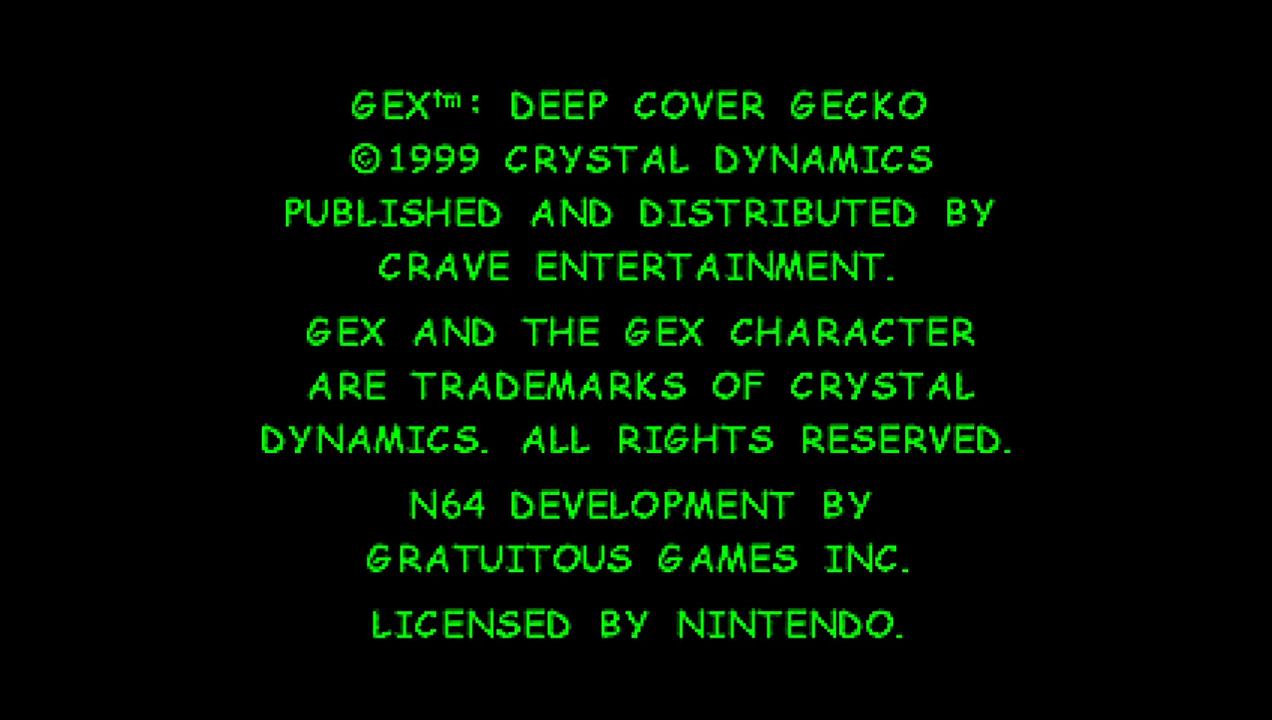 GEX™: DEEP COVER GECKO
©1999 CRYSTAL DYNAMICS
PUBLISHED AND DISTRIBUTED BY
CRAVE ENTERTAINMENT.
GEX AND THE GEX CHARACTER
ARE TRADEMARKS OF CRYSTAL
DYNAMICS. ALL RIGHTS RESERVED.
N64 DEVELOPMENT BY
GRATUITOUS GAMES INC.
LICENSED BY NINTENDO.